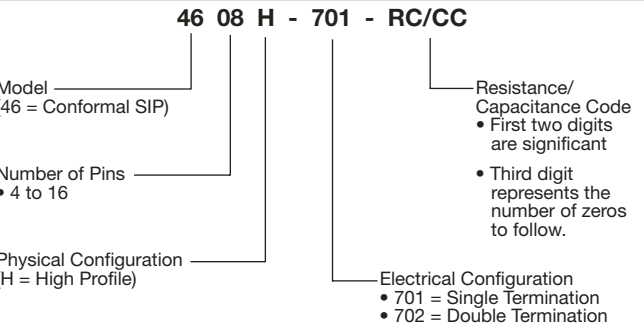 46 08 H - 701 - RC/CC
Model
(46 = Conformal SIP)
Number of Pins
• 4 to 16
Physical Configuration
(H = High Profile)
Resistance/
Capacitance Code
• First two digits
are significant
• Third digit
represents the
number of zeros
to follow.
Electrical Configuration
• 701 = Single Termination
• 702 = Double Termination